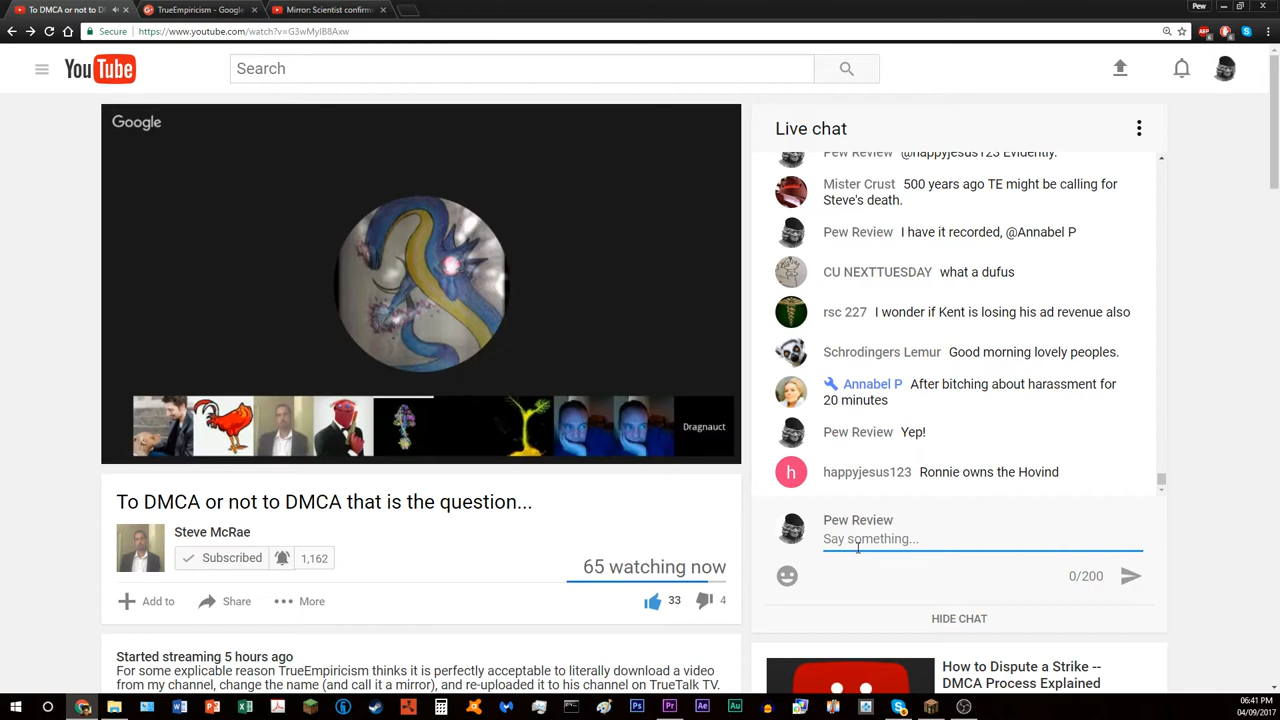 To DMCA or not to D
TrueEmpiricism - Google
Mirror: Scientist confirm
Pew
Secure https://www.youtube.com/watch?v=G3wMyIB8Axw
YouTube
Search
Google
Dragnauct
To DMCA or not to DMCA that is the question...
Steve McRae
Subscribed 1,162
65 watching now
Add to Share More
33 4
Started streaming 5 hours ago
For some explicable reason TrueEmpiricism thinks it is perfectly acceptable to literally download a video
from my channel, change the name (and call it a mirror), and re-uploaded it to his channel on TrueTalk TV.
Live chat
Pew Review @happyjesus123 Evidently.
Mister Crust 500 years ago TE might be calling for
Steve's death.
Pew Review I have it recorded, @Annabel P
CU NEXTTUESDAY what a dufus
rsc 227 I wonder if Kent is losing his ad revenue also
Schrodingers Lemur Good morning lovely peoples.
Annabel P After bitching about harassment for
20 minutes
Pew Review Yep!
h happyjesus123 Ronnie owns the Hovind
Pew Review
Say something...
0/200
HIDE CHAT
How to Dispute a Strike --
DMCA Process Explained
06:41 PM
04/09/2017